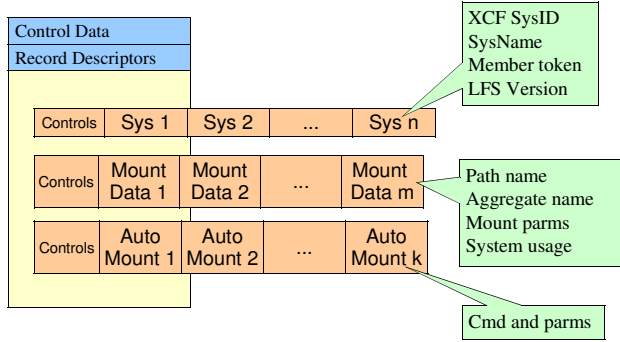 Control Data
Record Descriptors
XCF SysID
SysName
Member token
LFS Version
Controls Sys 1 Sys 2 ... Sys n
Controls Mount Data 1 Mount Data 2 ... Mount Data m
Path name
Aggregate name
Mount parms
System usage
Controls Auto Mount 1 Auto Mount 2 ... Auto Mount k
Cmd and parms